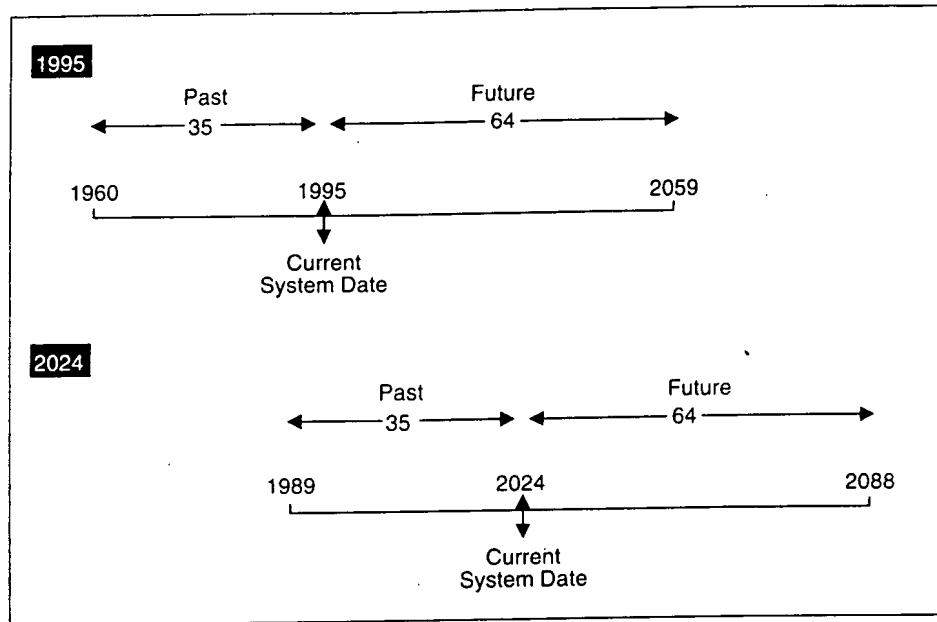 1995
Past Future
35 64
1960 1995 2059
Current
System Date
2024
Past Future
35 64
1989 2024 2088
Current
System Date